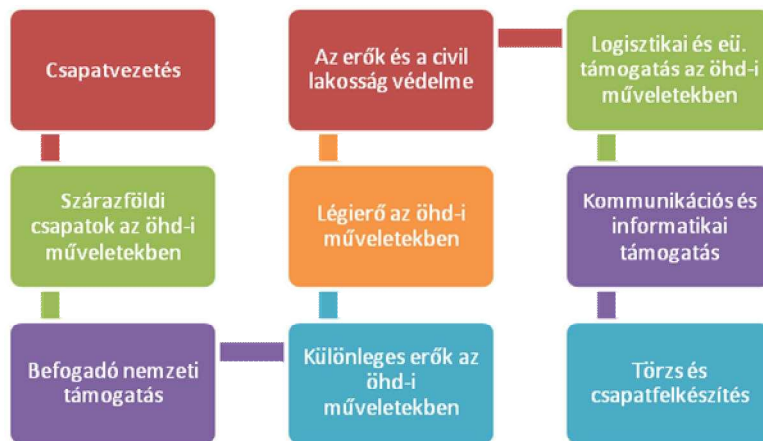 Csapatvezetés
Szárazföldi
csapatok az öhd-i
műveletekben
Befogadó nemzeti
támogatás
Különleges erők az
öhd-i
műveletekben
Légierő az öhd-i
műveletekben
Az erők és a civil
lakosság védelme
Logisztikai és eü.
támogatás az öhd-i
műveletekben
Kommunikációs és
informatikai
támogatás
Törzs és
csapatfelkészítés